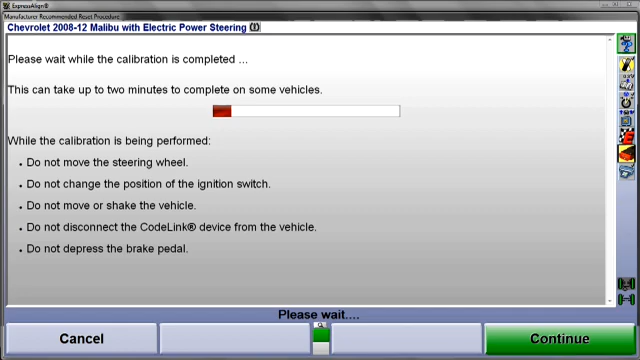 ExpressAlign®
Manufacturer Recommended Reset Procedure
Chevrolet 2008-12 Malibu with Electric Power Steering
Please wait while the calibration is completed ...
This can take up to two minutes to complete on some vehicles.
While the calibration is being performed:
• Do not move the steering wheel.
• Do not change the position of the ignition switch.
• Do not move or shake the vehicle.
• Do not disconnect the CodeLink® device from the vehicle.
• Do not depress the brake pedal.
Please wait....
Cancel
Continue